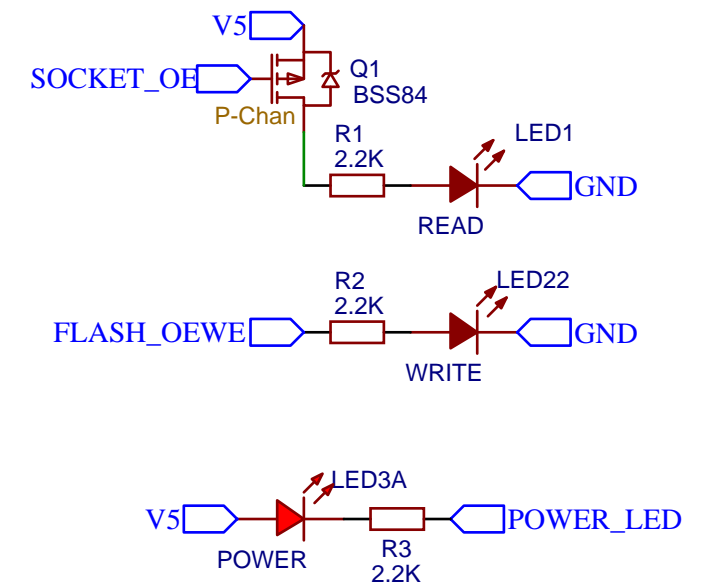 V5
SOCKET_OE
Q1
BSS84
P-Chan
R1
2.2K
LED1
GND
READ
R2
2.2K
LED22
FLASH_OEWE
GND
WRITE
LED3A
V5
POWER_LED
POWER
R3
2.2K